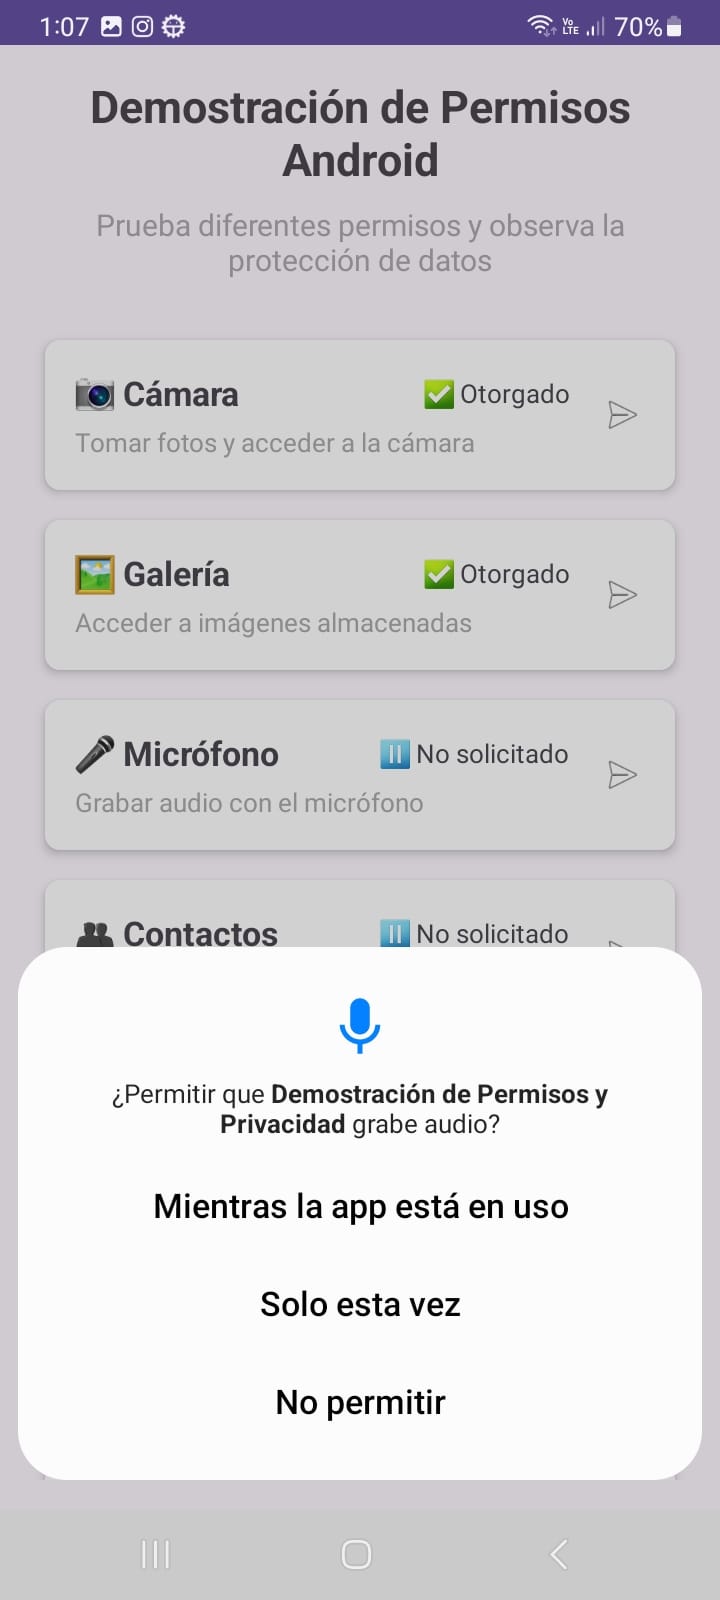 1:07
Vo LTE
70%
Demostración de Permisos
Android
Prueba diferentes permisos y observa la
protección de datos
Cámara
Otorgado
Tomar fotos y acceder a la cámara
Galería
Otorgado
Acceder a imágenes almacenadas
Micrófono
No solicitado
Grabar audio con el micrófono
Contactos
No solicitado
¿Permitir que Demostración de Permisos y
Privacidad grabe audio?
Mientras la app está en uso
Solo esta vez
No permitir